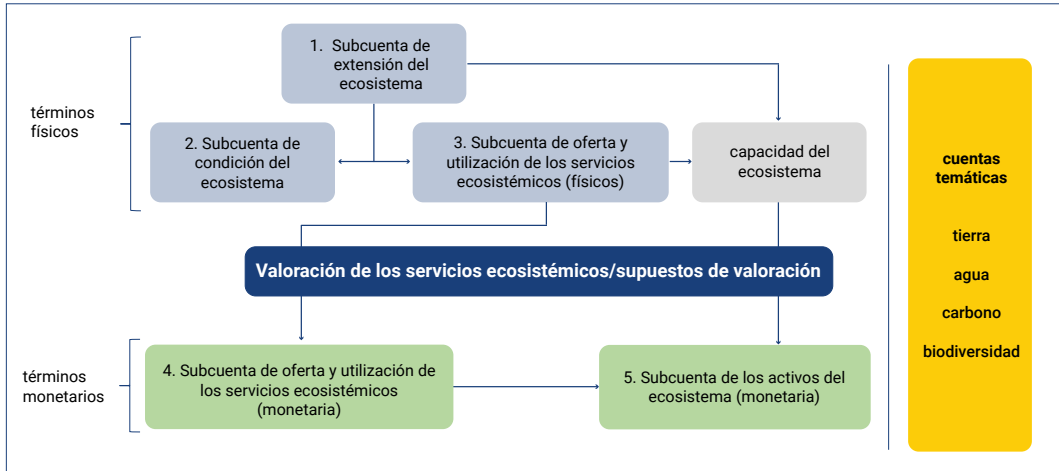 términos
físicos
1. Subcuenta de
extensión del
ecosistema
2. Subcuenta de
condición del
ecosistema
3. Subcuenta de oferta y
utilización de los servicios
ecosistémicos (físicos)
capacidad del
ecosistema
Valoración de los servicios ecosistémicos/supuestos de valoración
términos
monetarios
4. Subcuenta de oferta y utilización de
los servicios ecosistémicos
(monetaria)
5. Subcuenta de los activos del
ecosistema (monetaria)
cuentas
temáticas
tierra
agua
carbono
biodiversidad